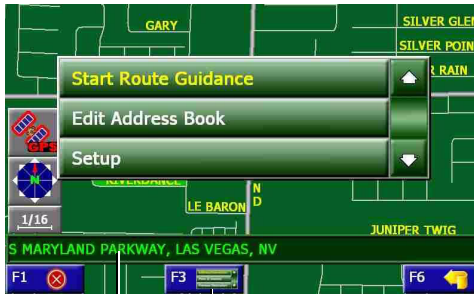 GARY
SILVER GLE
SILVER POIN
RAIN
Start Route Guidance
Edit Address Book
Setup
GPS
N
RIVERDANCE
N
D
LE BARON
1/16
JUNIPER TWIG
S MARYLAND PARKWAY, LAS VEGAS, NV
F1
F3
F6